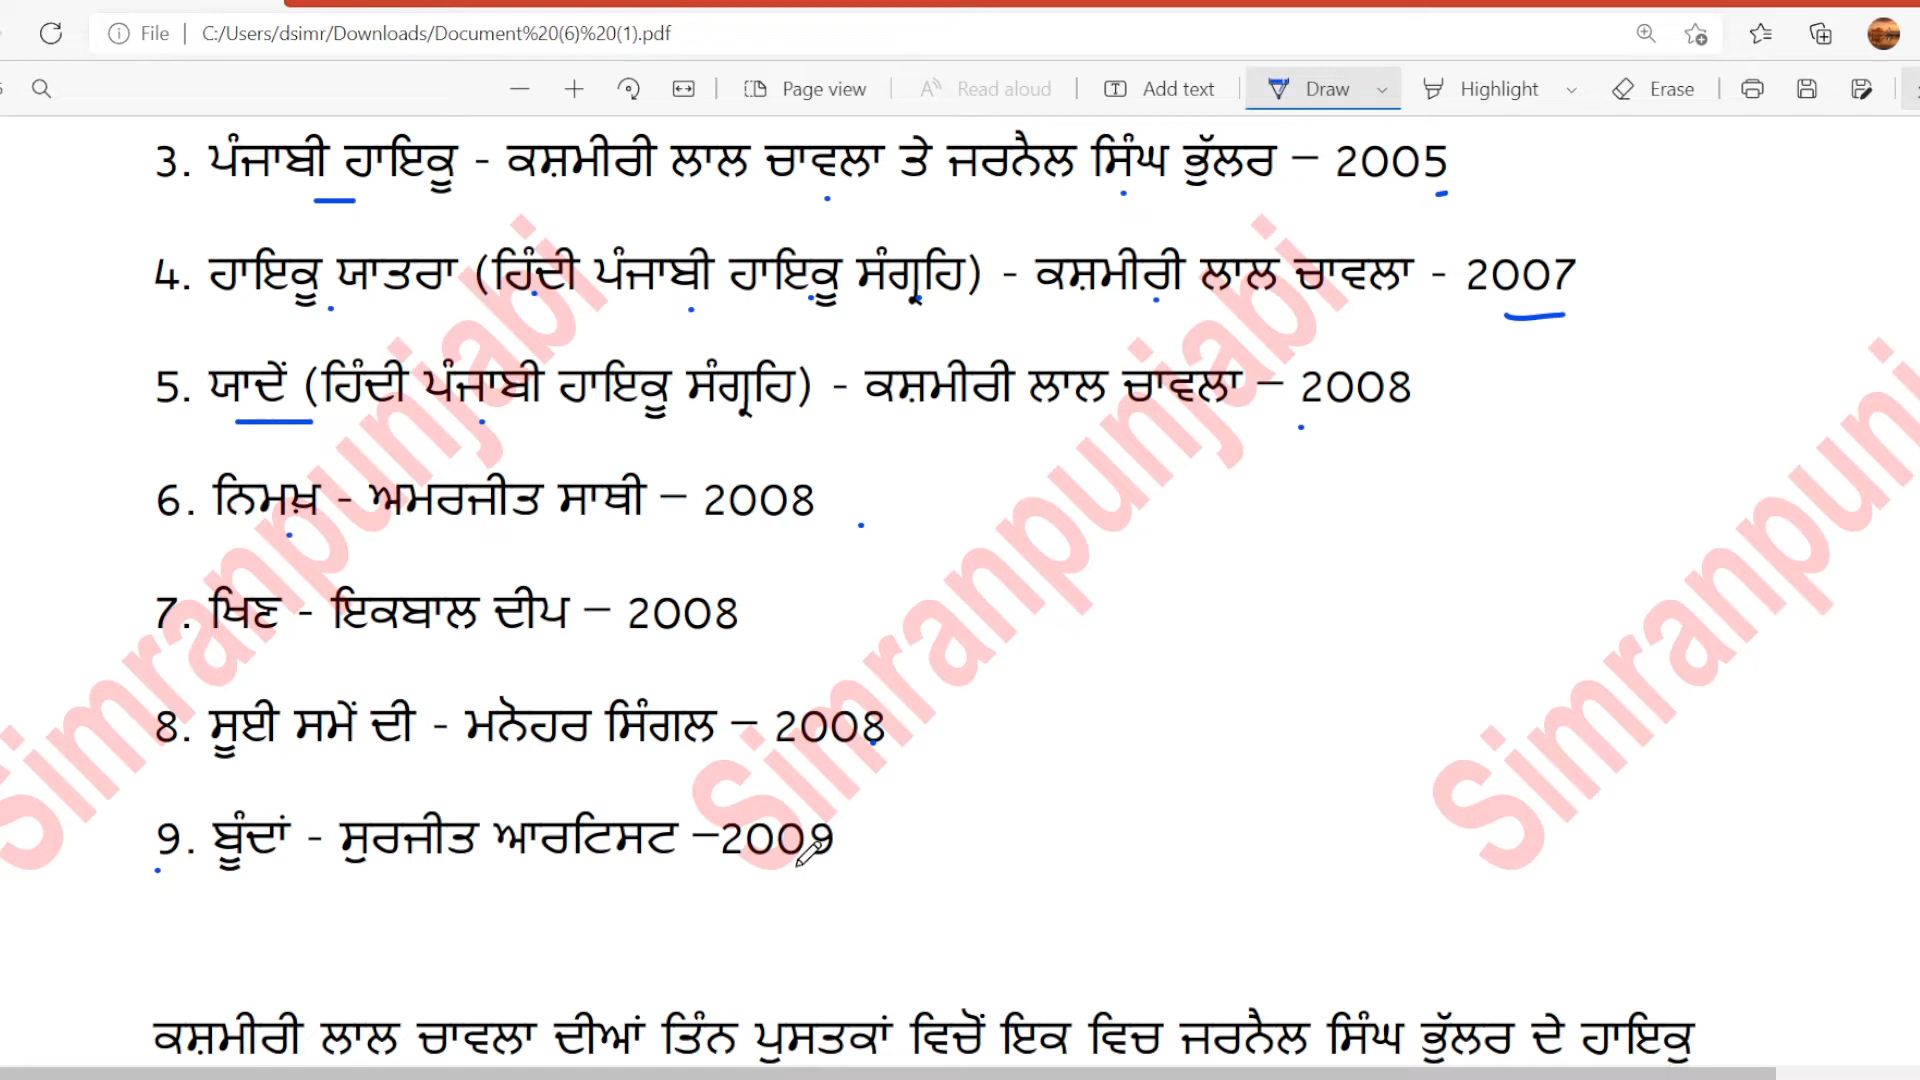 File | C:/Users/dsimr/Downloads/Document%20(6)%20(1).pdf
Page view Read aloud Add text Draw Highlight Erase
3. ਪੰਜਾਬੀ ਹਾਇਕੂ - ਕਸ਼ਮੀਰੀ ਲਾਲ ਚਾਵਲਾ ਤੇ ਜਰਨੈਲ ਸਿੰਘ ਭੁੱਲਰ – 2005
4. ਹਾਇਕੂ ਯਾਤਰਾ (ਹਿੰਦੀ ਪੰਜਾਬੀ ਹਾਇਕੂ ਸੰਗ੍ਰਹਿ) - ਕਸ਼ਮੀਰੀ ਲਾਲ ਚਾਵਲਾ - 2007
5. ਯਾਦੇਂ (ਹਿੰਦੀ ਪੰਜਾਬੀ ਹਾਇਕੂ ਸੰਗ੍ਰਹਿ) - ਕਸ਼ਮੀਰੀ ਲਾਲ ਚਾਵਲਾ – 2008
6. ਨਿਮਖ਼ - ਅਮਰਜੀਤ ਸਾਥੀ – 2008
7. ਖਿਣ - ਇਕਬਾਲ ਦੀਪ – 2008
8. ਸੂਈ ਸਮੇਂ ਦੀ - ਮਨੋਹਰ ਸਿੰਗਲ – 2008
9. ਬੂੰਦਾਂ - ਸੁਰਜੀਤ ਆਰਟਿਸਟ –2009
ਕਸ਼ਮੀਰੀ ਲਾਲ ਚਾਵਲਾ ਦੀਆਂ ਤਿੰਨ ਪੁਸਤਕਾਂ ਵਿਚੋਂ ਇਕ ਵਿਚ ਜਰਨੈਲ ਸਿੰਘ ਭੁੱਲਰ ਦੇ ਹਾਇਕੁ
Simranpunjabi
Simranpunjabi
Simranpunj